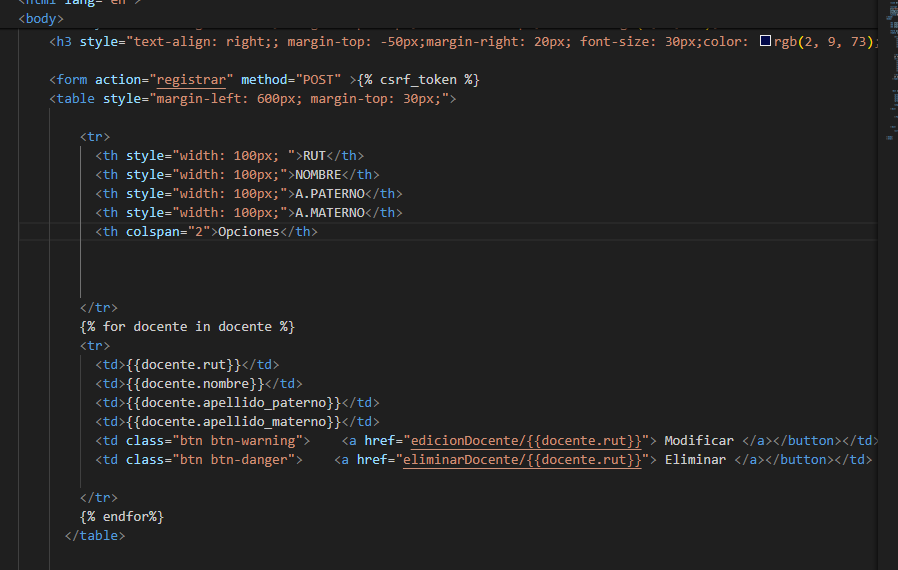 <html lang="en">
<body>
<h3 style="text-align: right;; margin-top: -50px;margin-right: 20px; font-size: 30px;color: rgb(2, 9, 73);
<form action="registrar" method="POST" >{% csrf_token %}
<table style="margin-left: 600px; margin-top: 30px;">
<tr>
<th style="width: 100px; ">RUT</th>
<th style="width: 100px;">NOMBRE</th>
<th style="width: 100px;">A.PATERNO</th>
<th style="width: 100px;">A.MATERNO</th>
<th colspan="2">Opciones</th>
</tr>
{% for docente in docente %}
<tr>
<td>{{docente.rut}}</td>
<td>{{docente.nombre}}</td>
<td>{{docente.apellido_paterno}}</td>
<td>{{docente.apellido_materno}}</td>
<td class="btn btn-warning">    <a href="edicionDocente/{{docente.rut}}"> Modificar </a></button></td>
<td class="btn btn-danger">    <a href="eliminarDocente/{{docente.rut}}"> Eliminar </a></button></td>
</tr>
{% endfor%}
</table>